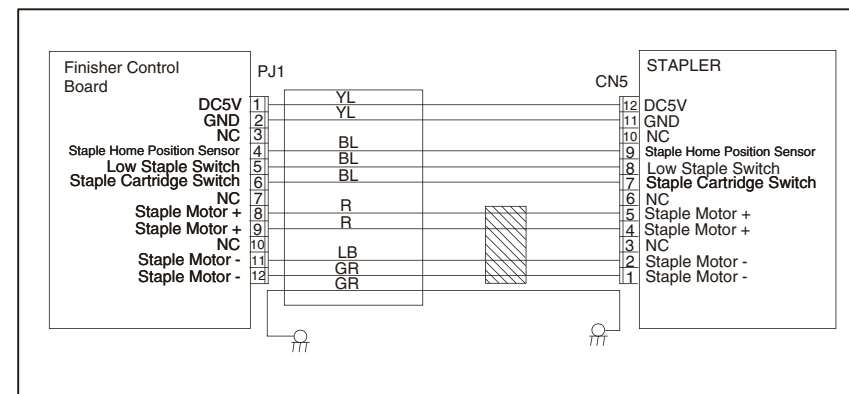 Finisher Control
Board
PJ1
DC5V 1
GND 2
NC 3
Staple Home Position Sensor 4
Low Staple Switch 5
Staple Cartridge Switch 6
NC 7
Staple Motor + 8
Staple Motor + 9
NC 10
Staple Motor - 11
Staple Motor - 12
YL
YL
BL
BL
BL
R
R
LB
GR
GR
CN5
STAPLER
12 DC5V
11 GND
10 NC
9 Staple Home Position Sensor
8 Low Staple Switch
7 Staple Cartridge Switch
6 NC
5 Staple Motor +
4 Staple Motor +
3 NC
2 Staple Motor -
1 Staple Motor -